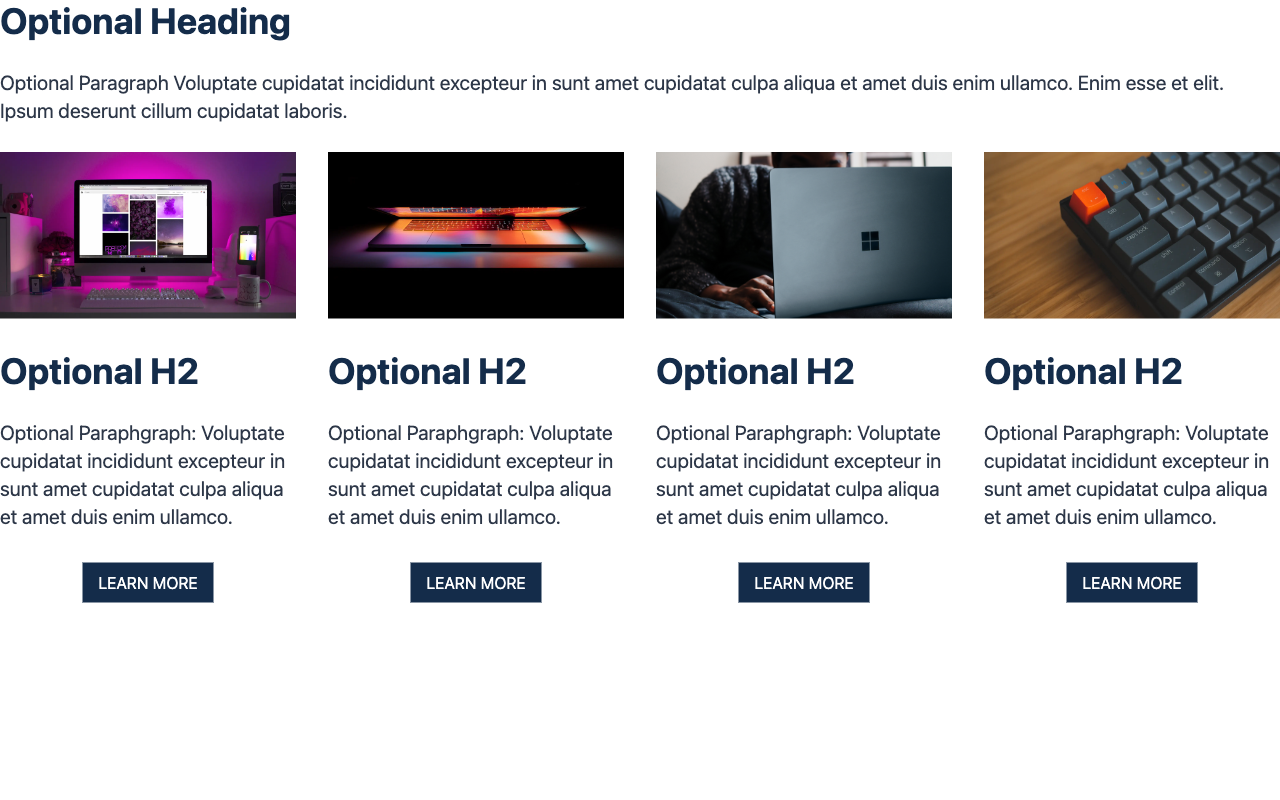 Optional Heading
Optional Paragraph Voluptate cupidatat incididunt excepteur in sunt amet cupidatat culpa aliqua et amet duis enim ullamco. Enim esse et elit.
Ipsum deserunt cillum cupidatat laboris.
Optional H2
Optional Paraphgraph: Voluptate
cupidatat incididunt excepteur in
sunt amet cupidatat culpa aliqua
et amet duis enim ullamco.
LEARN MORE
Optional H2
Optional Paraphgraph: Voluptate
cupidatat incididunt excepteur in
sunt amet cupidatat culpa aliqua
et amet duis enim ullamco.
LEARN MORE
Optional H2
Optional Paraphgraph: Voluptate
cupidatat incididunt excepteur in
sunt amet cupidatat culpa aliqua
et amet duis enim ullamco.
LEARN MORE
Optional H2
Optional Paraphgraph: Voluptate
cupidatat incididunt excepteur in
sunt amet cupidatat culpa aliqua
et amet duis enim ullamco.
LEARN MORE